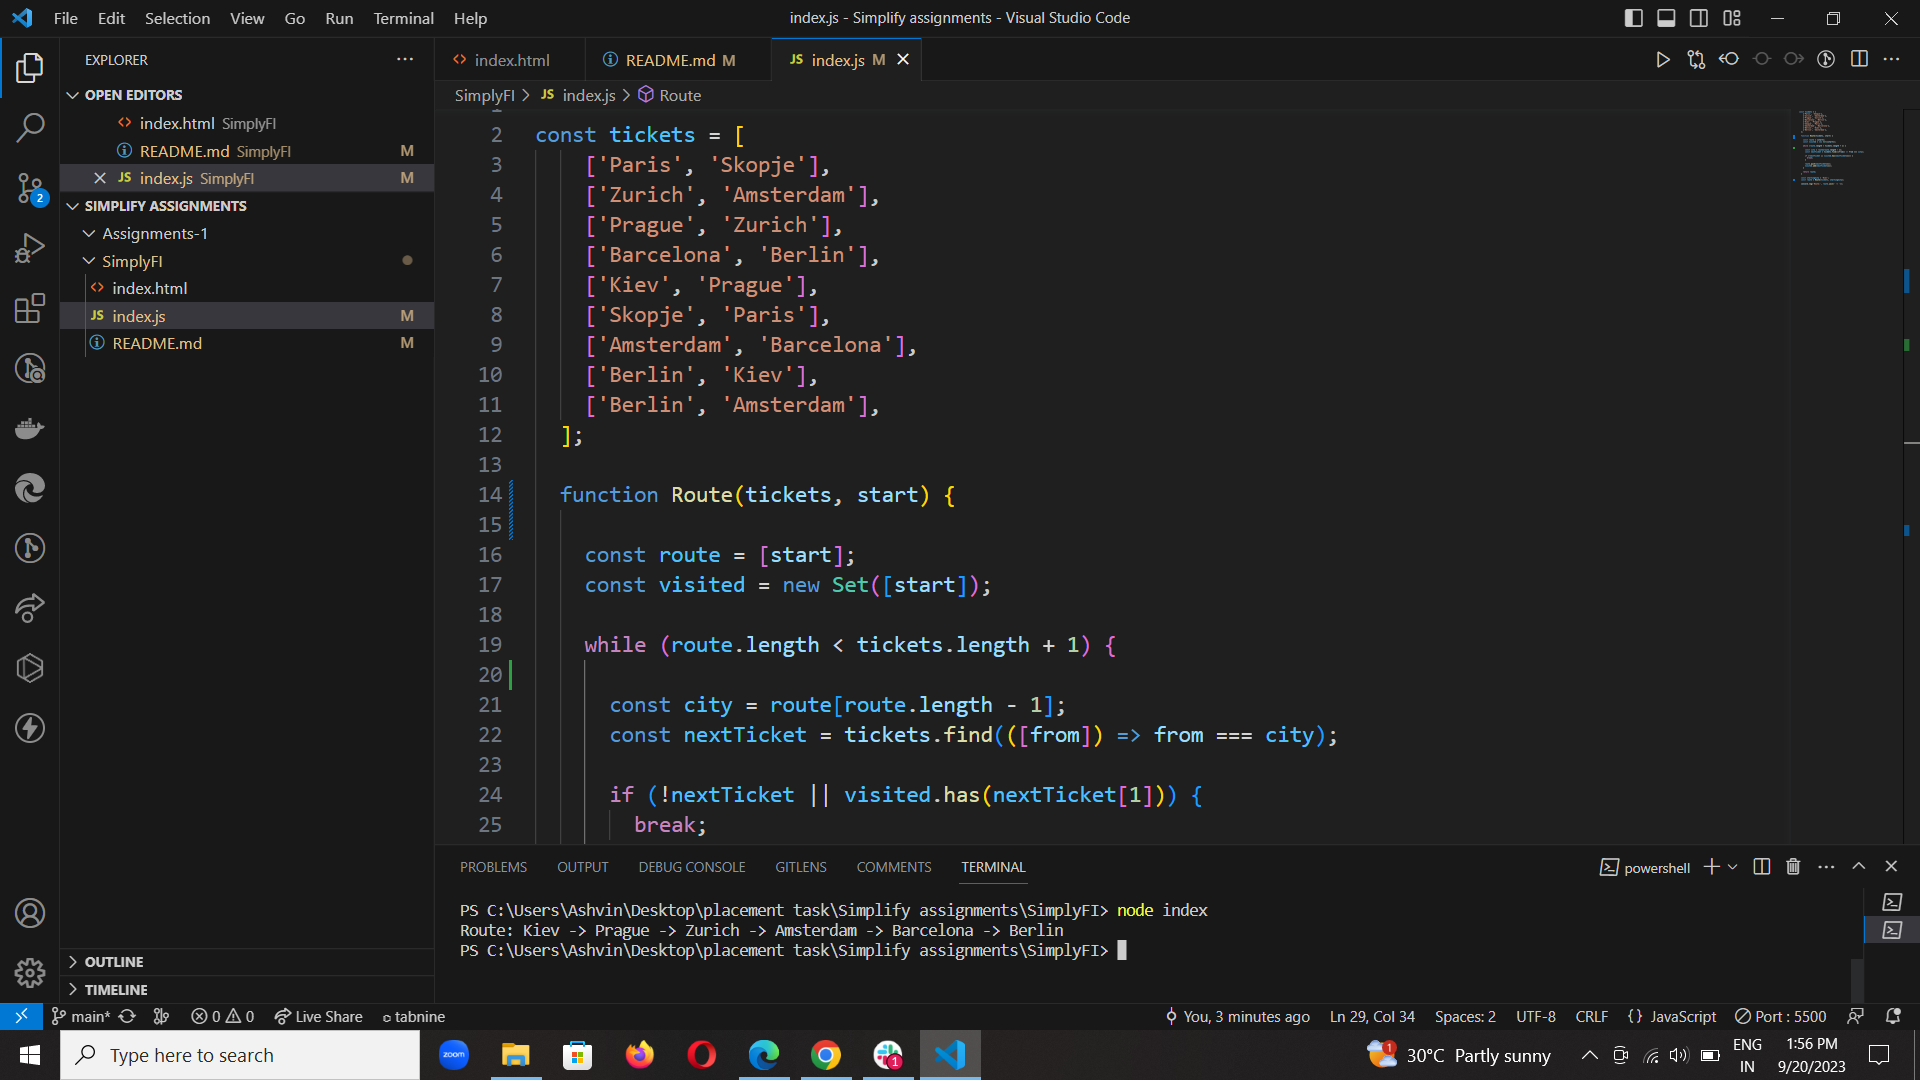 File Edit Selection View Go Run Terminal Help
index.js - Simplify assignments - Visual Studio Code
EXPLORER
OPEN EDITORS
index.html SimplyFI
README.md SimplyFI M
JS index.js SimplyFI M
SIMPLIFY ASSIGNMENTS
Assignments-1
SimplyFI
index.html
JS index.js M
README.md M
OUTLINE
TIMELINE
index.html
README.md M
JS index.js M
SimplyFI > JS index.js > Route
1
2 const tickets = [
3 ['Paris', 'Skopje'],
4 ['Zurich', 'Amsterdam'],
5 ['Prague', 'Zurich'],
6 ['Barcelona', 'Berlin'],
7 ['Kiev', 'Prague'],
8 ['Skopje', 'Paris'],
9 ['Amsterdam', 'Barcelona'],
10 ['Berlin', 'Kiev'],
11 ['Berlin', 'Amsterdam'],
12 ];
13
14 function Route(tickets, start) {
15
16 const route = [start];
17 const visited = new Set([start]);
18
19 while (route.length < tickets.length + 1) {
20
21 const city = route[route.length - 1];
22 const nextTicket = tickets.find(([from]) => from === city);
23
24 if (!nextTicket || visited.has(nextTicket[1])) {
25 break;
PROBLEMS OUTPUT DEBUG CONSOLE GITLENS COMMENTS TERMINAL
powershell
PS C:\Users\Ashvin\Desktop\placement task\Simplify assignments\SimplyFI> node index
Route: Kiev -> Prague -> Zurich -> Amsterdam -> Barcelona -> Berlin
PS C:\Users\Ashvin\Desktop\placement task\Simplify assignments\SimplyFI>
2
main* 0 0 Live Share tabnine
You, 3 minutes ago Ln 29, Col 34 Spaces: 2 UTF-8 CRLF {} JavaScript Port : 5500
Type here to search
zoom
1
1
30°C Partly sunny
ENG
IN
1:56 PM
9/20/2023